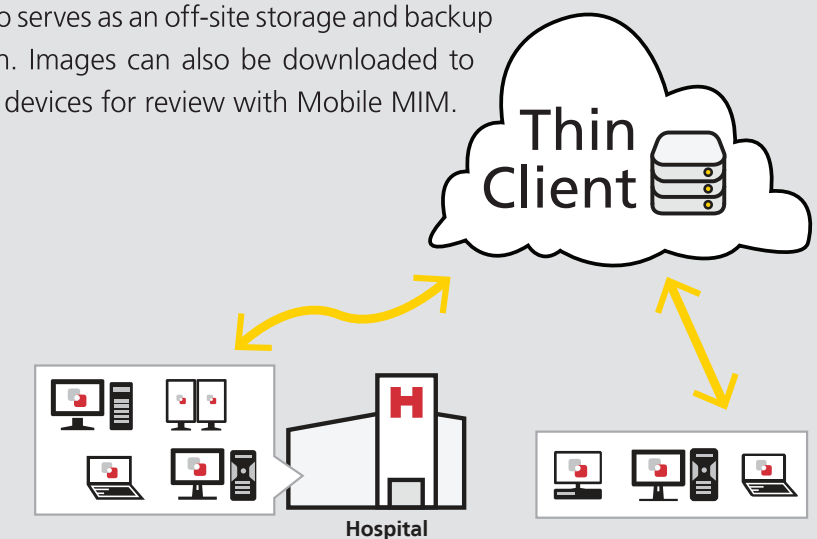 o serves as an off-site storage and backup
n. Images can also be downloaded to
devices for review with Mobile MIM.
Thin
Client
H
Hospital